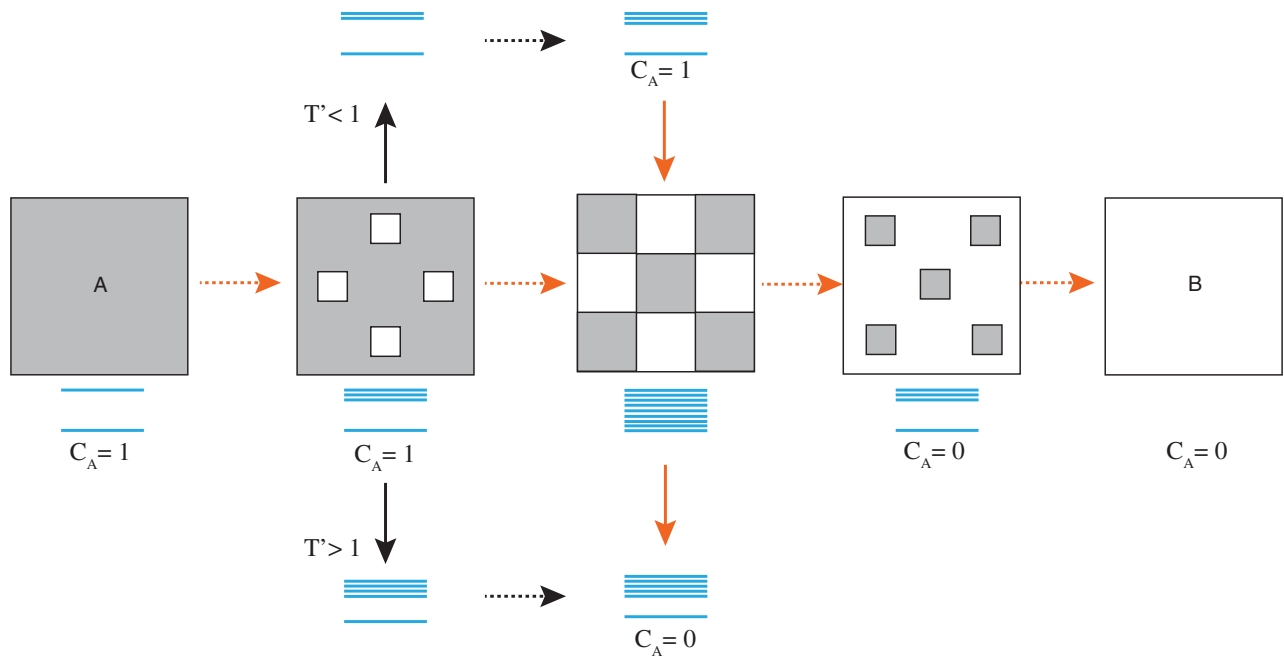 C_A= 1
T’< 1
A
B
C_A= 1
C_A= 1
C_A= 0
C_A= 0
T’> 1
C_A= 0